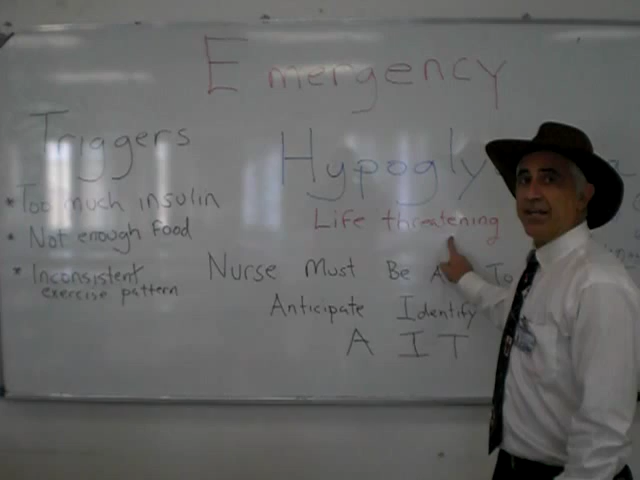 Emergency
Triggers
Hypogly
* Too much insulin
Life threatening
* Not enough food
* Inconsistent
exercise pattern
Nurse Must Be A To
Anticipate Identify
A I T